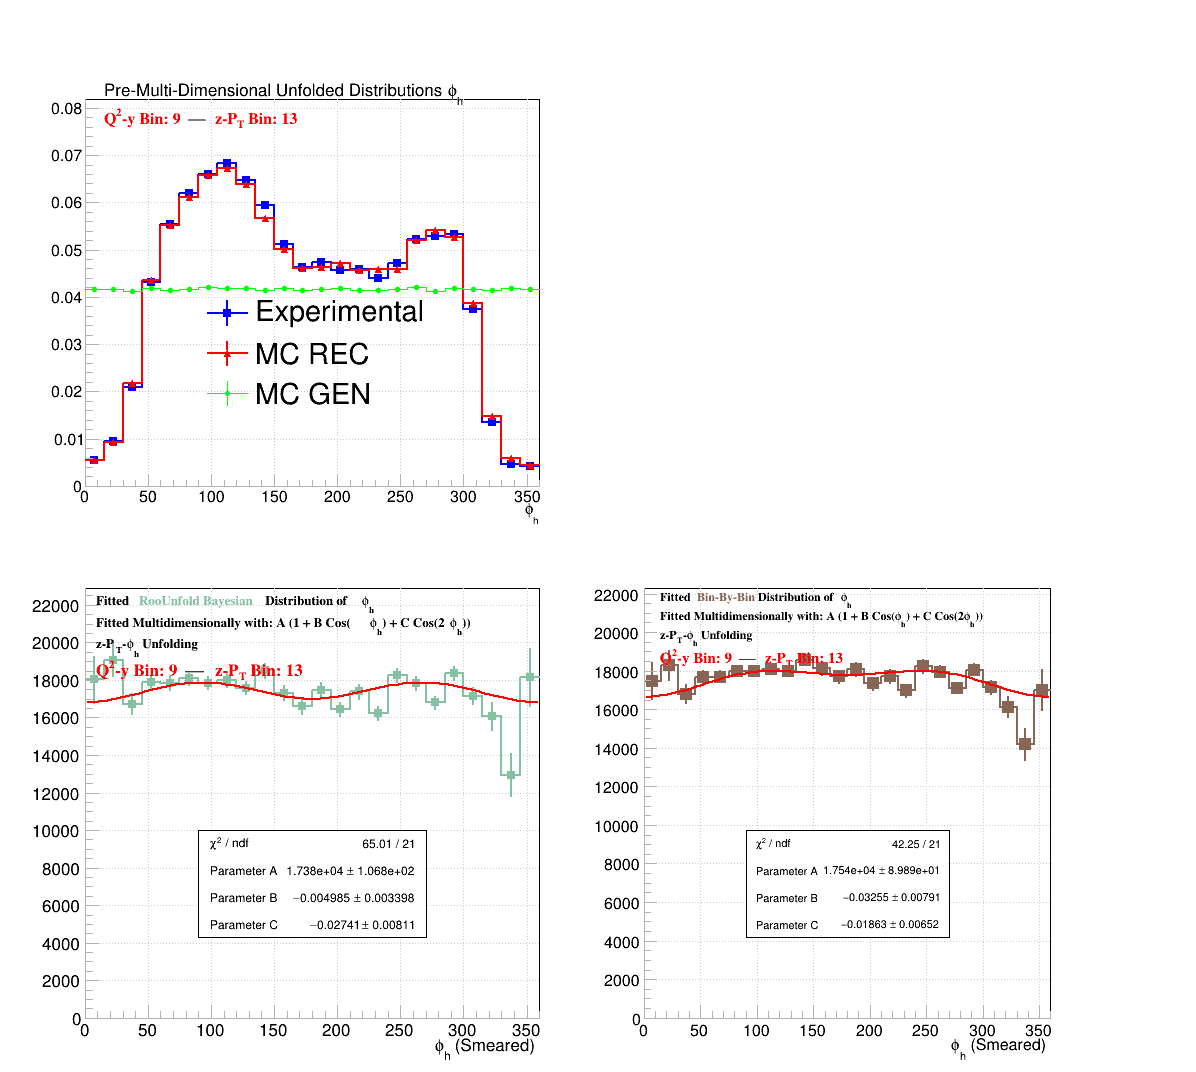 Pre-Multi-Dimensional Unfolded Distributions ϕh
Q2-y Bin: 9 — z-PT Bin: 13
0.08
0.07
0.06
0.05
0.04
0.03
0.02
0.01
0
Experimental
MC REC
MC GEN
0 50 100 150 200 250 300 350
ϕh
Fitted RooUnfold Bayesian Distribution of ϕh
Fitted Multidimensionally with: A (1 + B Cos(ϕh) + C Cos(2 ϕh))
z-PT-ϕh Unfolding
Q2-y Bin: 9 — z-PT Bin: 13
22000
20000
18000
16000
14000
12000
10000
8000
6000
4000
2000
0
χ2 / ndf 65.01 / 21
Parameter A 1.738e+04 ± 1.068e+02
Parameter B −0.004985 ± 0.003398
Parameter C −0.02741 ± 0.00811
0 50 100 150 200 250 300 350
ϕh (Smeared)
Fitted Bin-By-Bin Distribution of ϕh
Fitted Multidimensionally with: A (1 + B Cos(ϕh) + C Cos(2ϕh))
z-PT-ϕh Unfolding
Q2-y Bin: 9 — z-PT Bin: 13
22000
20000
18000
16000
14000
12000
10000
8000
6000
4000
2000
0
χ2 / ndf 42.25 / 21
Parameter A 1.754e+04 ± 8.989e+01
Parameter B −0.03255 ± 0.00791
Parameter C −0.01863 ± 0.00652
0 50 100 150 200 250 300 350
ϕh (Smeared)